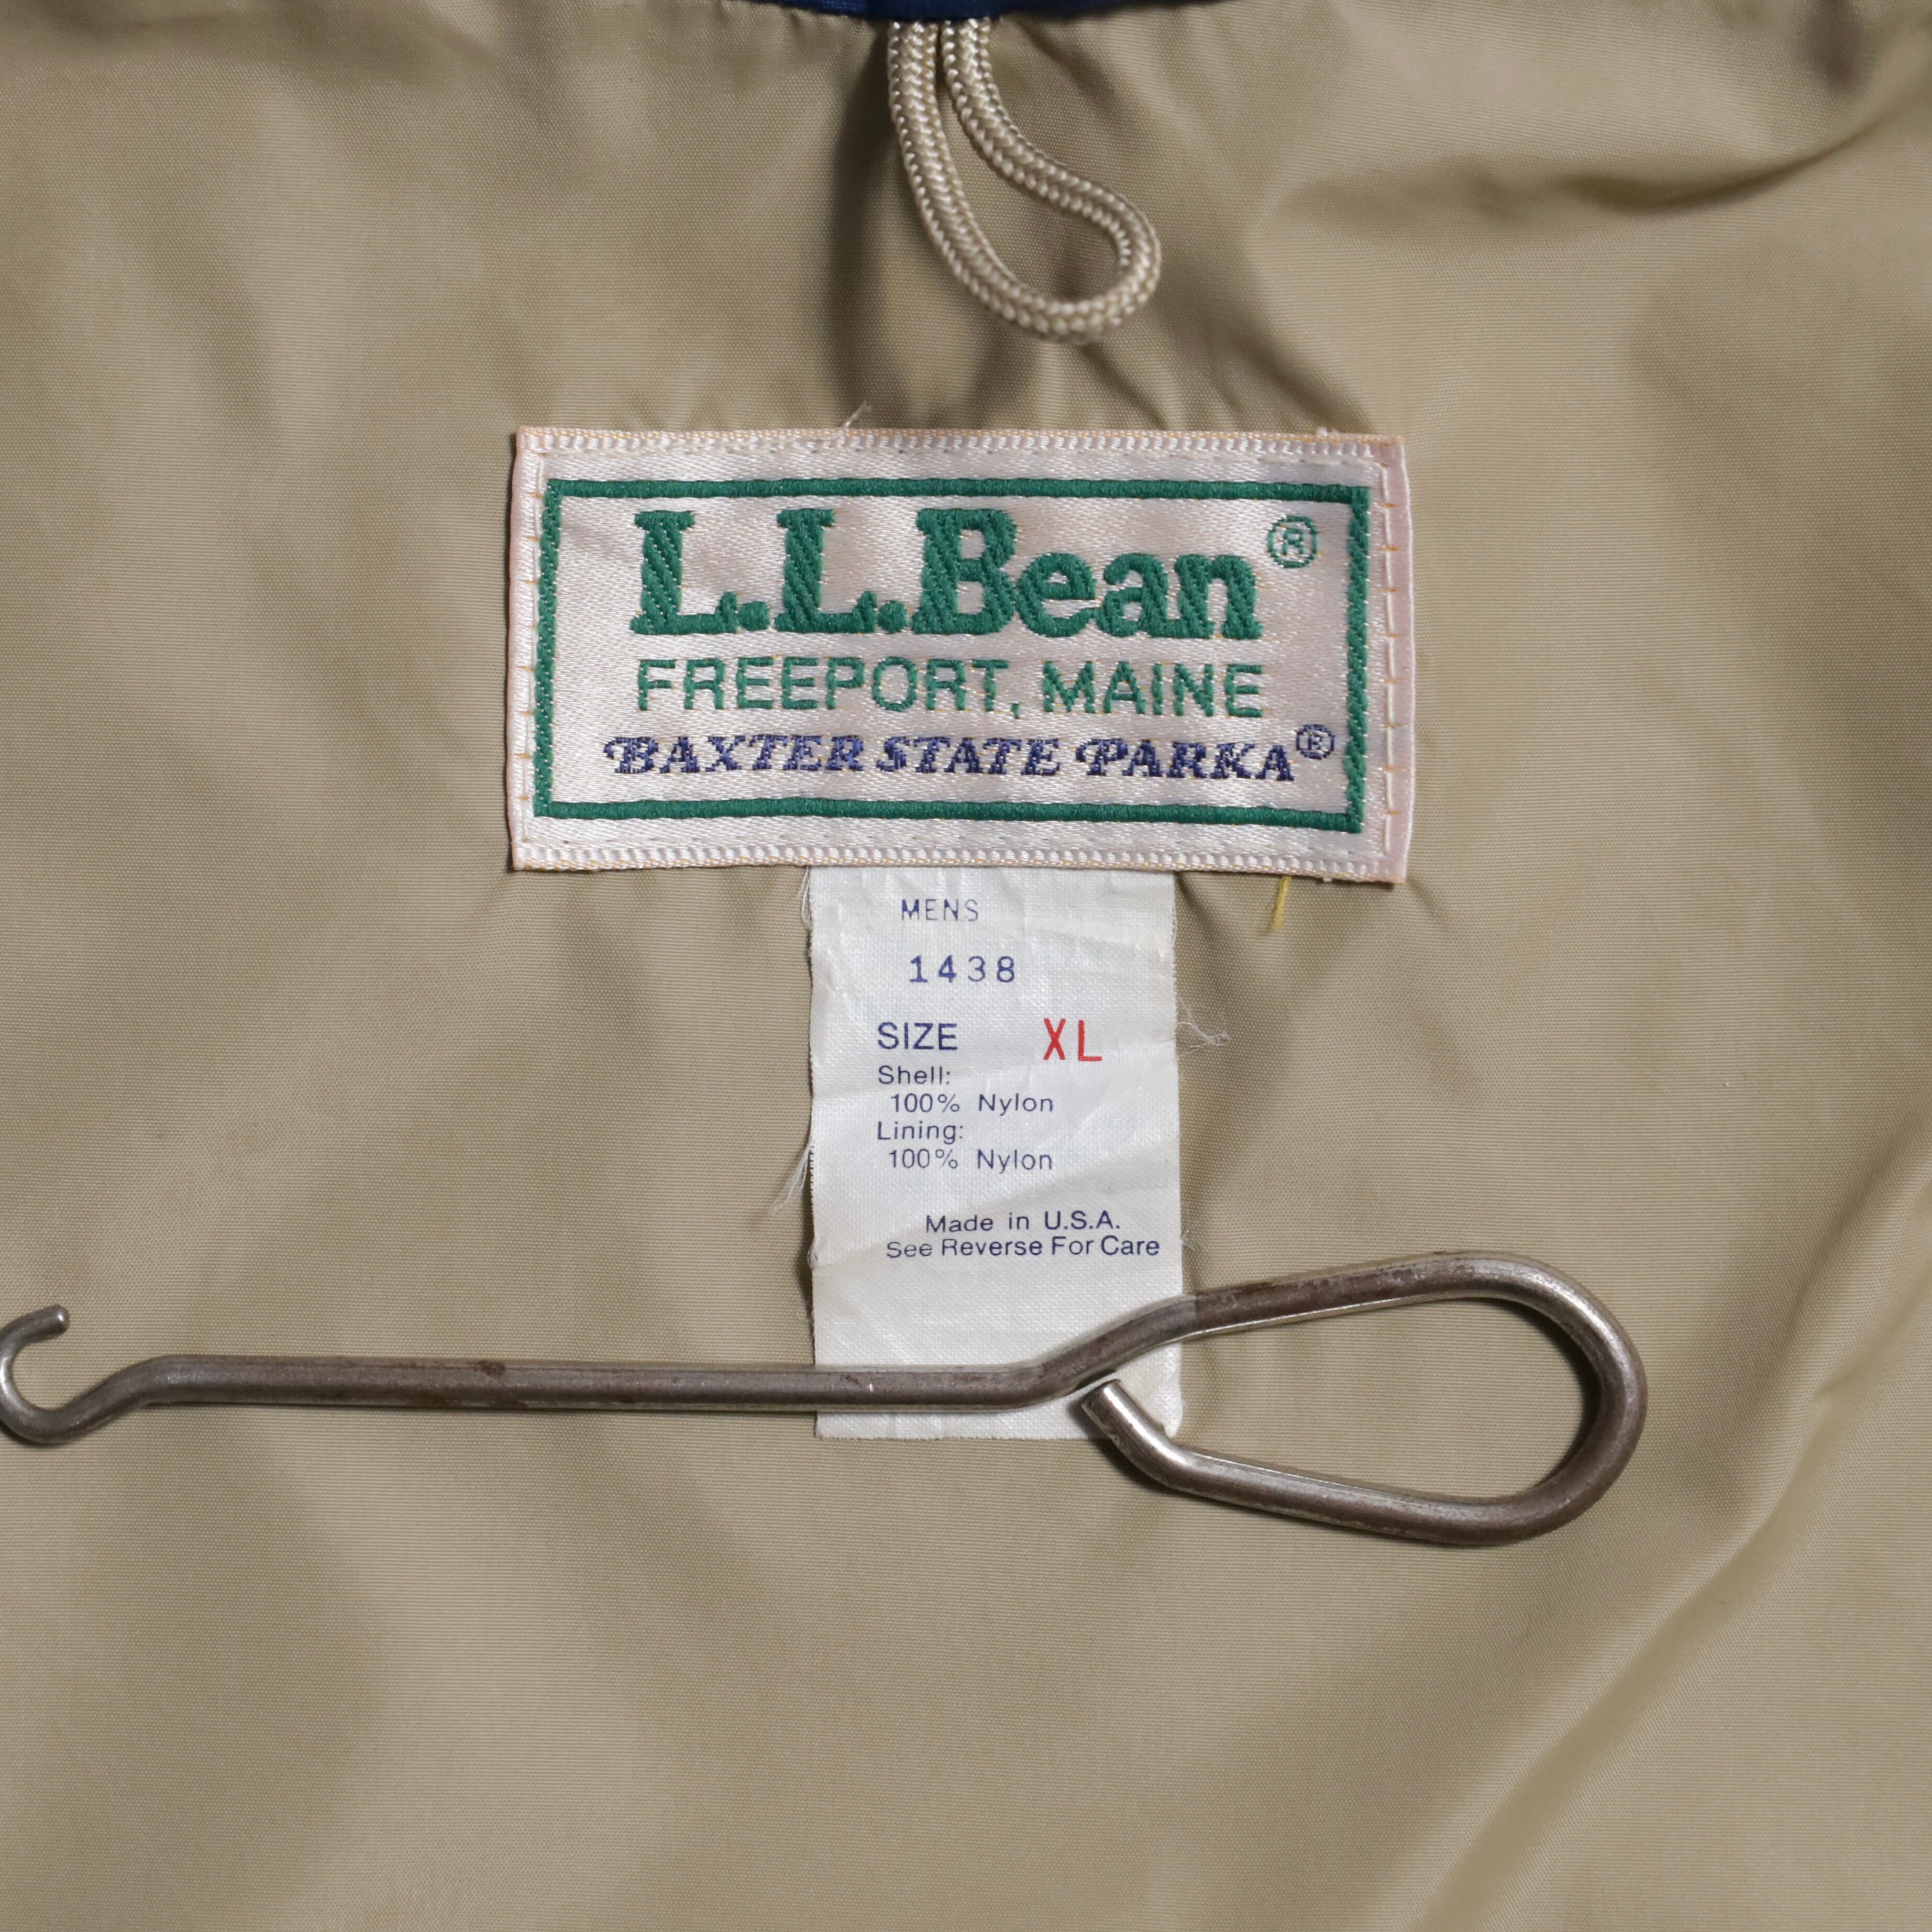 L.L.Bean®
FREEPORT, MAINE
BAXTER STATE PARKA®
MENS
1438
SIZE XL
Shell:
100% Nylon
Lining:
100% Nylon
Made in U.S.A.
See Reverse For Care